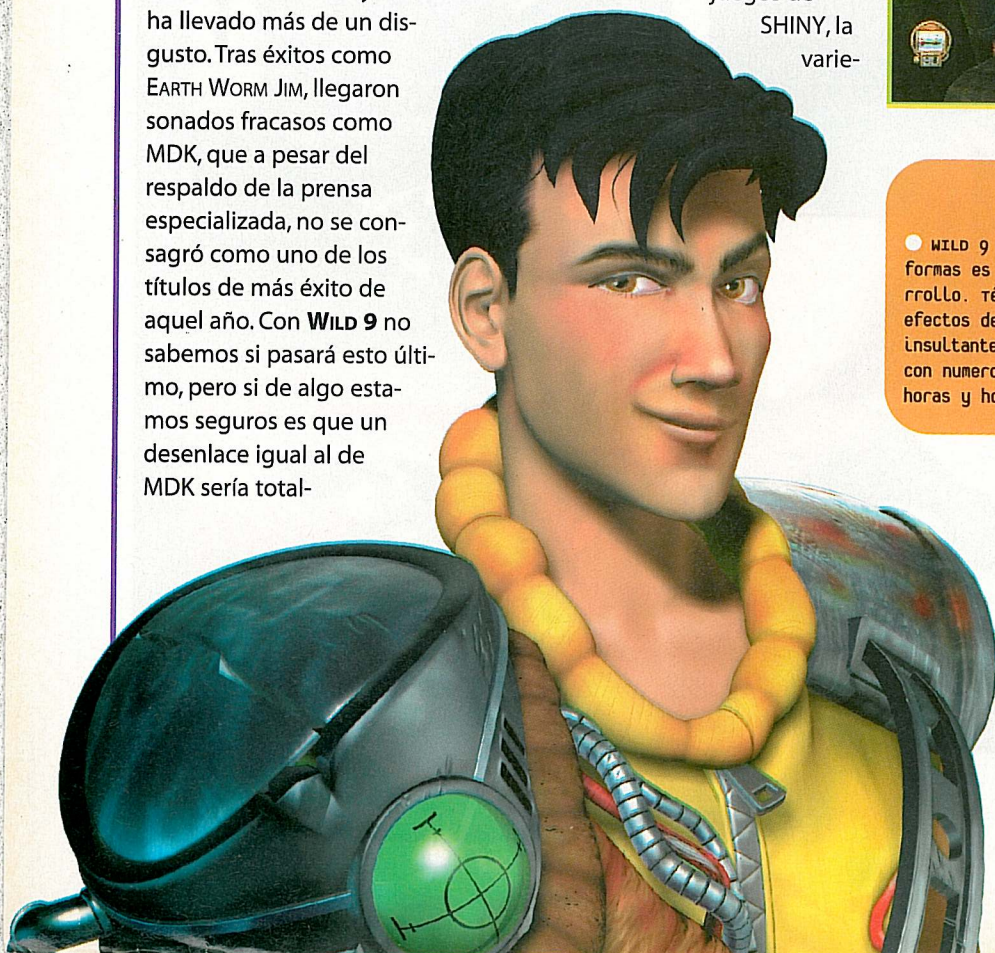 ha llevado más de un dis-
gusto. Tras éxitos como
EARTH WORM JIM, llegaron
sonados fracasos como
MDK, que a pesar del
respaldo de la prensa
especializada, no se con-
sagró como uno de los
títulos de más éxito de
aquel año. Con WILD 9 no
sabemos si pasará esto últi-
mo, pero si de algo esta-
mos seguros es que un
desenlace igual al de
MDK sería total-
SHINY, la
varie-
WILD 9
formas es
rrollo. Té
efectos de
insultante
con numero
horas y ho